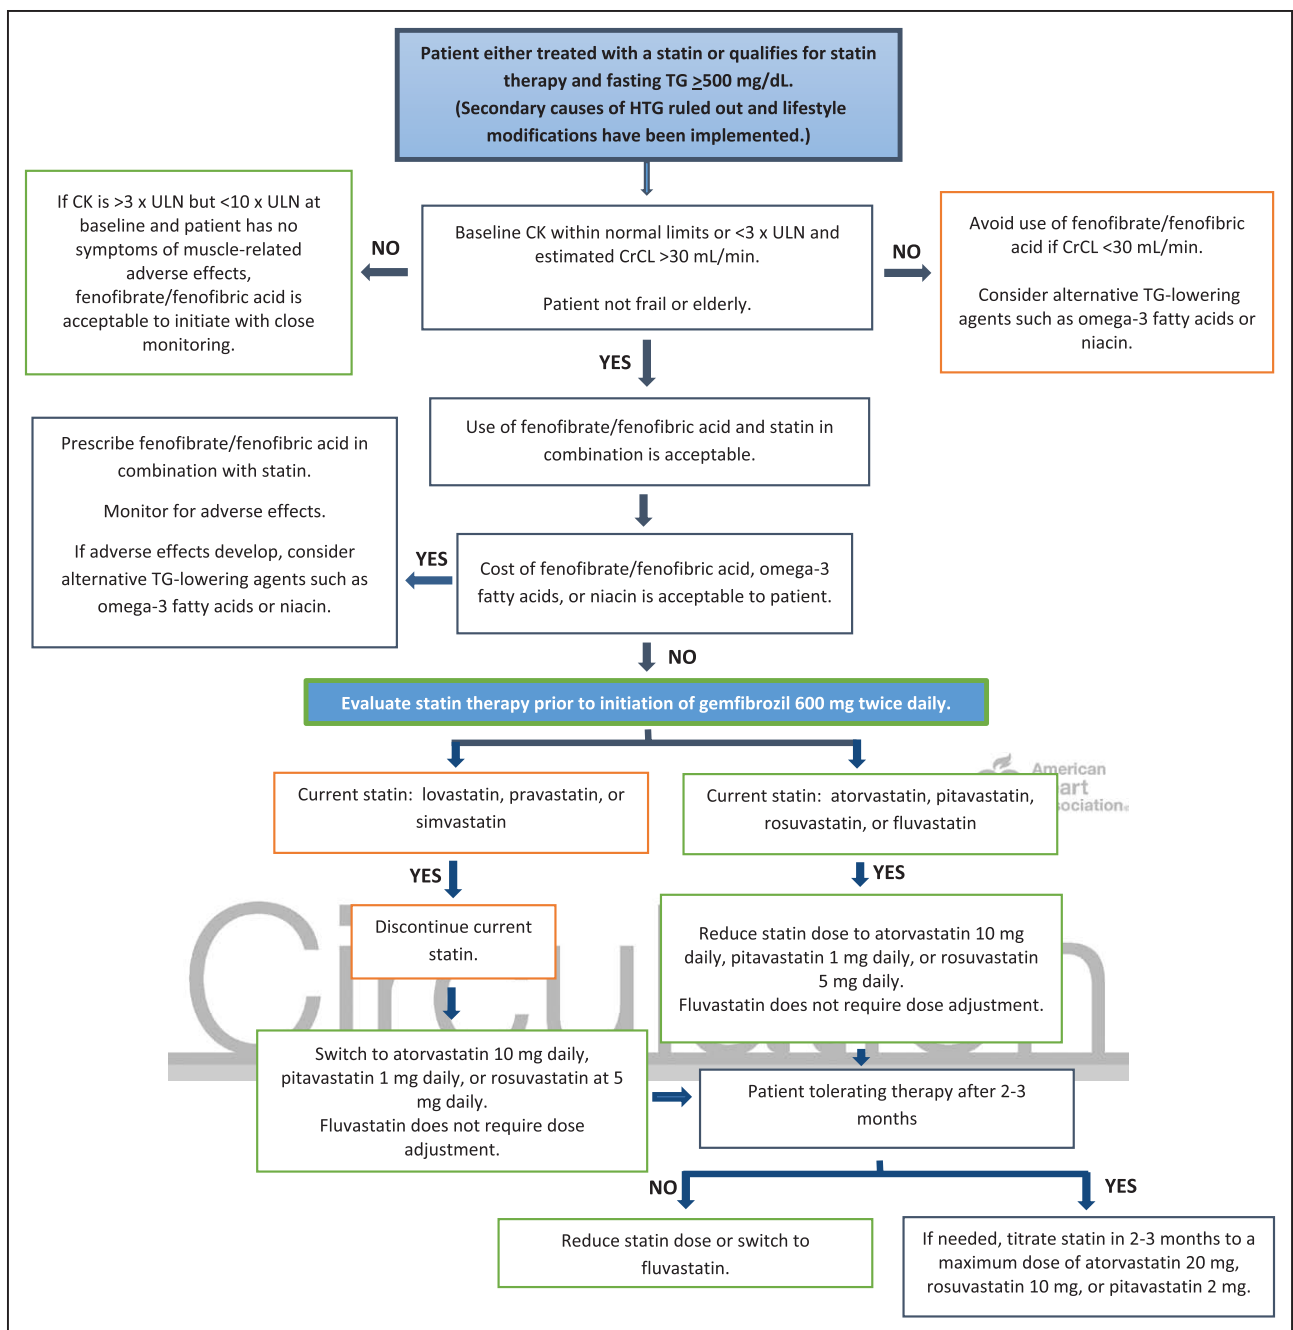 Patient either treated with a statin or qualifies for statin
therapy and fasting TG ≥500 mg/dL.
(Secondary causes of HTG ruled out and lifestyle
modifications have been implemented.)
If CK is >3 x ULN but <10 x ULN at
baseline and patient has no
symptoms of muscle-related
adverse effects,
fenofibrate/fenofibric acid is
acceptable to initiate with close
monitoring.
NO
Baseline CK within normal limits or <3 x ULN and
estimated CrCL >30 mL/min.
Patient not frail or elderly.
NO
Avoid use of fenofibrate/fenofibric
acid if CrCL <30 mL/min.
Consider alternative TG-lowering
agents such as omega-3 fatty acids or
niacin.
YES
Use of fenofibrate/fenofibric acid and statin in
combination is acceptable.
Prescribe fenofibrate/fenofibric acid in
combination with statin.
Monitor for adverse effects.
If adverse effects develop, consider
alternative TG-lowering agents such as
omega-3 fatty acids or niacin.
YES
Cost of fenofibrate/fenofibric acid, omega-3
fatty acids, or niacin is acceptable to patient.
NO
Evaluate statin therapy prior to initiation of gemfibrozil 600 mg twice daily.
American
Current statin: lovastatin, pravastatin, or
simvastatin
Current statin: atorvastatin, pitavastatin,
rosuvastatin, or fluvastatin
YES
YES
Discontinue current
statin.
Reduce statin dose to atorvastatin 10 mg
daily, pitavastatin 1 mg daily, or rosuvastatin
5 mg daily.
Fluvastatin does not require dose adjustment.
Switch to atorvastatin 10 mg daily,
pitavastatin 1 mg daily, or rosuvastatin at 5
mg daily.
Fluvastatin does not require dose
adjustment.
Patient tolerating therapy after 2-3
months
NO
YES
Reduce statin dose or switch to
fluvastatin.
If needed, titrate statin in 2-3 months to a
maximum dose of atorvastatin 20 mg,
rosuvastatin 10 mg, or pitavastatin 2 mg.